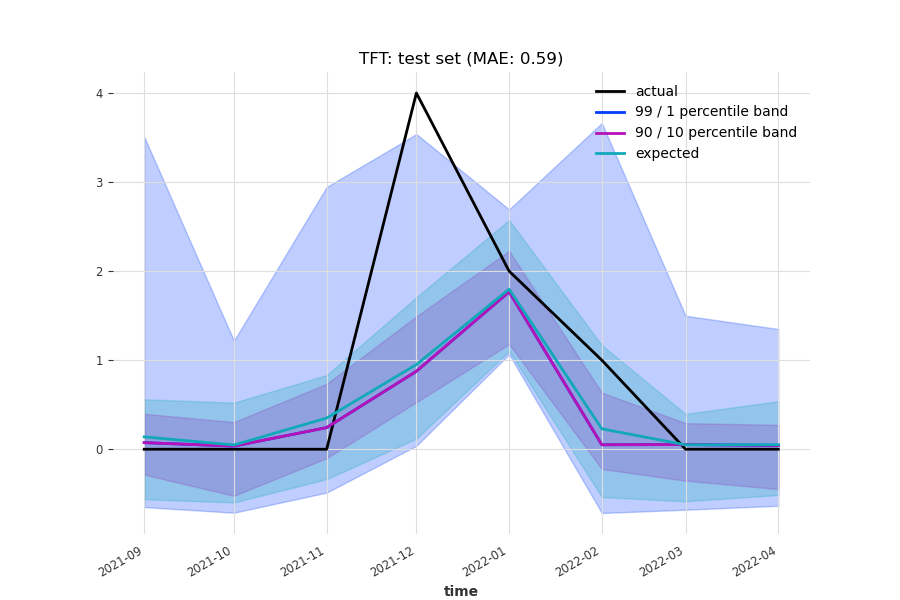 TFT: test set (MAE: 0.59)
actual
99 / 1 percentile band
90 / 10 percentile band
expected
4
3
2
1
0
2021-09
2021-10
2021-11
2021-12
2022-01
2022-02
2022-03
2022-04
time